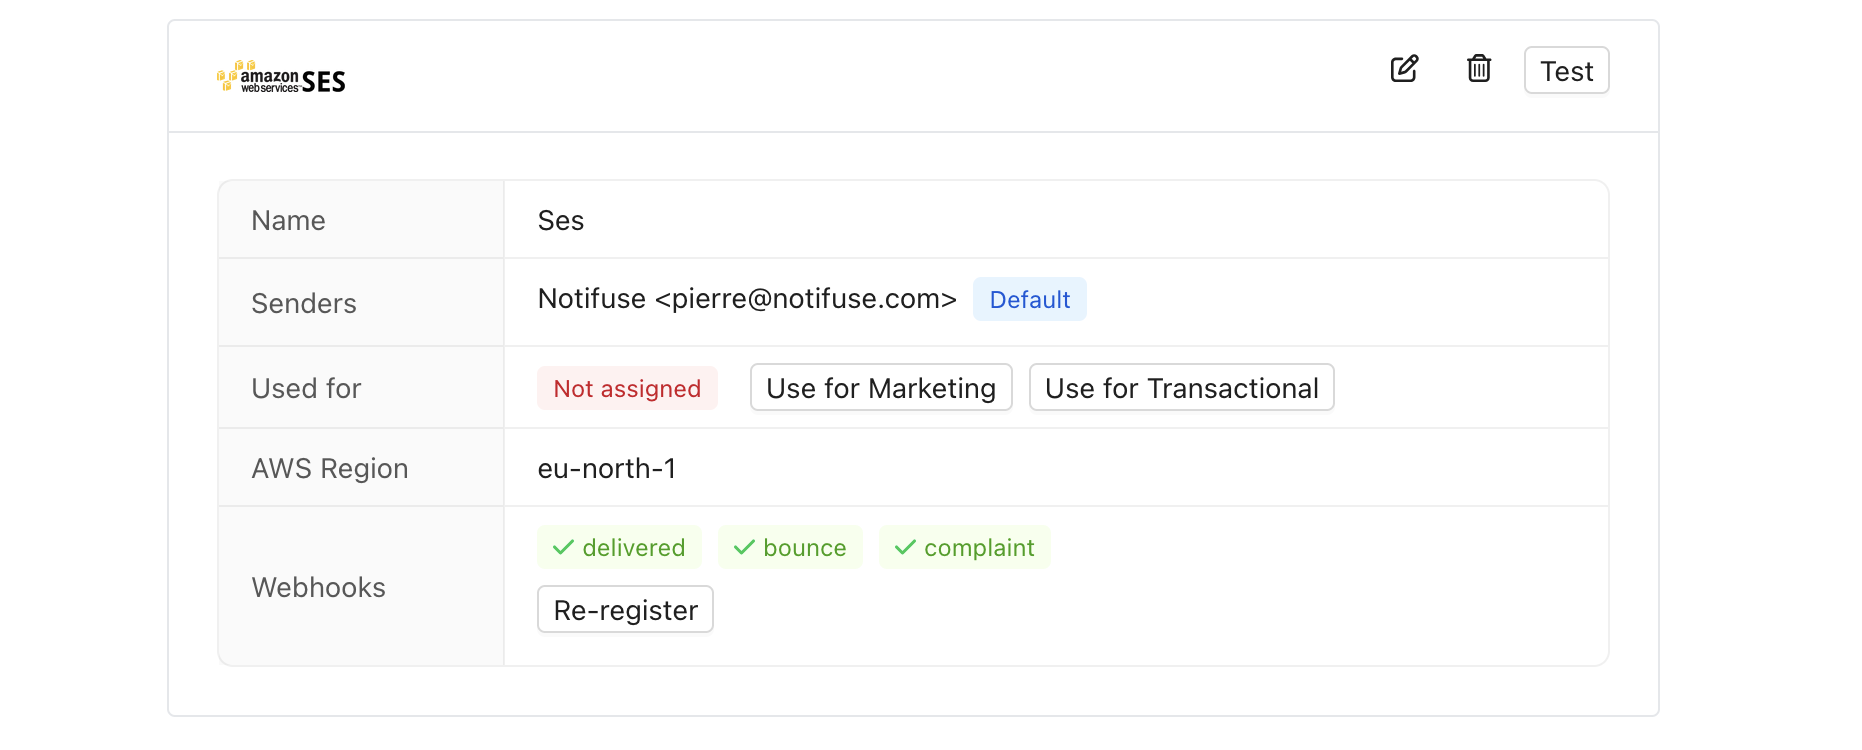 amazon
web services™ SES
Test
Name Ses
Senders Notifuse <pierre@notifuse.com> Default
Used for Not assigned Use for Marketing Use for Transactional
AWS Region eu-north-1
delivered bounce complaint
Webhooks
Re-register